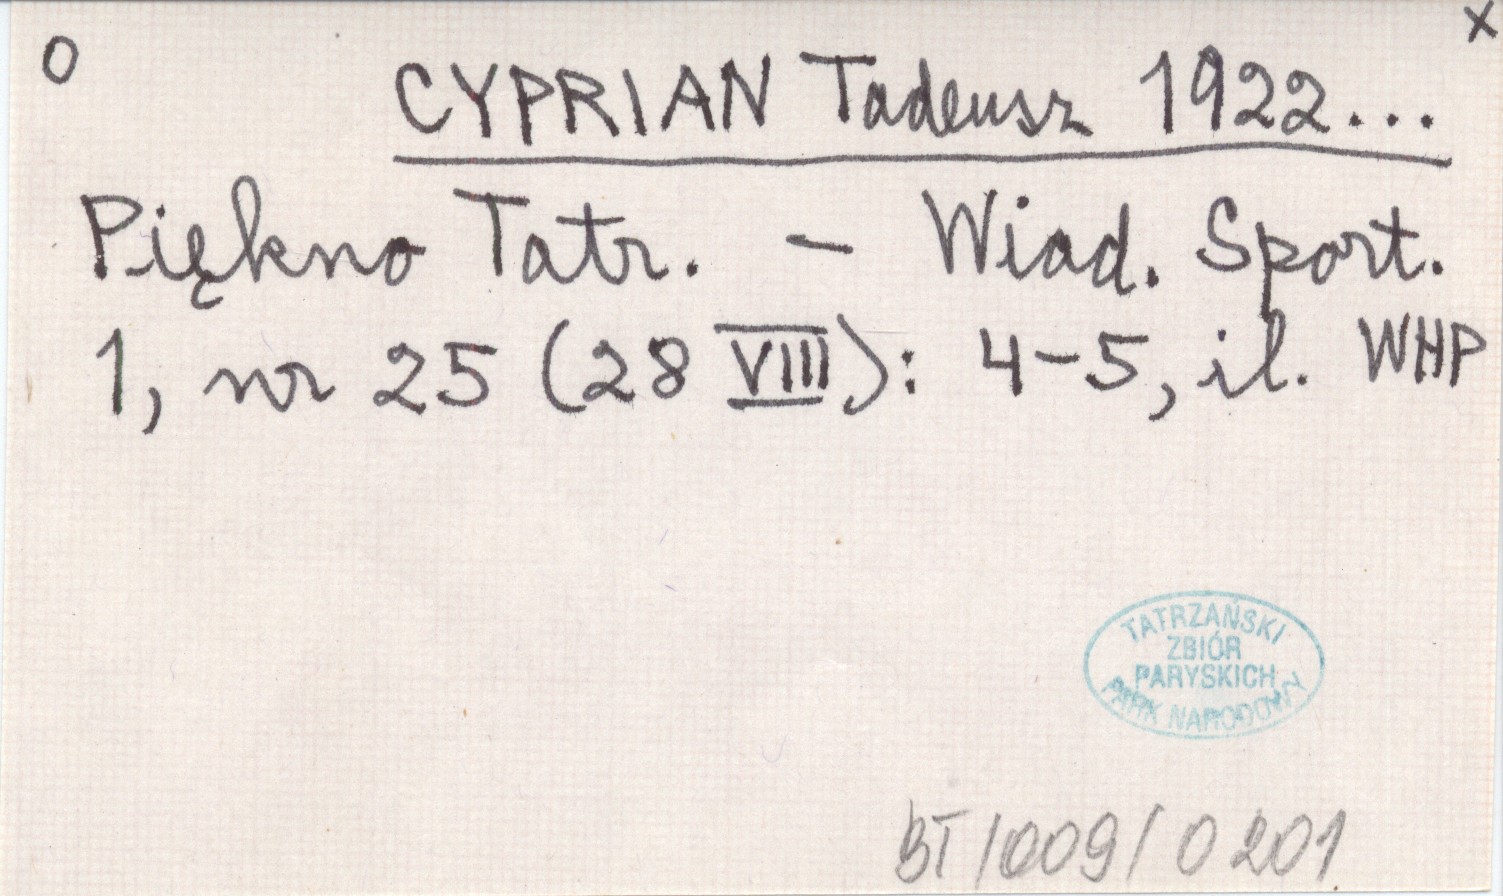 O
X
CYPRIAN Tadeusz 1922...
Piękno Tatr. – Wiad. Sport.
1, nr 25 (28 VIII): 4-5, il. WHP
TATRZAŃSKI
ZBIÓR
PARYSKICH
PARK NARODOWY
BT/009/0201